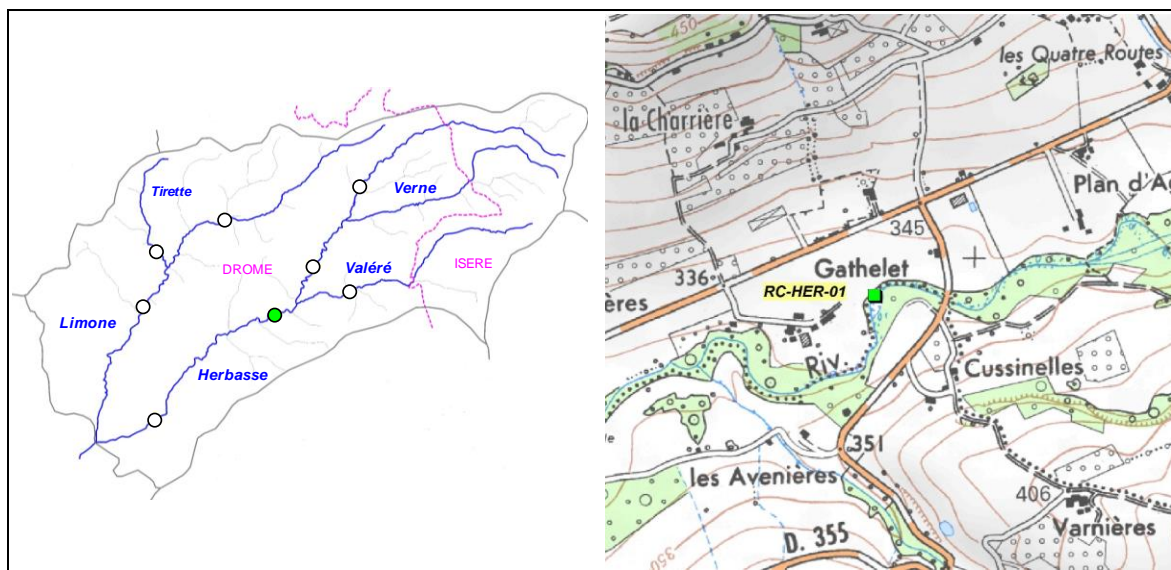 Tirette
Verne
DROME
Valéré
ISERE
Limone
Herbasse
450
les Quatre Routes
la Charrière
Plan d'A
345
336
Gathelet
RC-HER-01
ères
Riv.
Cussinelles
351
les Avenières
406
Varnières
D. 355
350